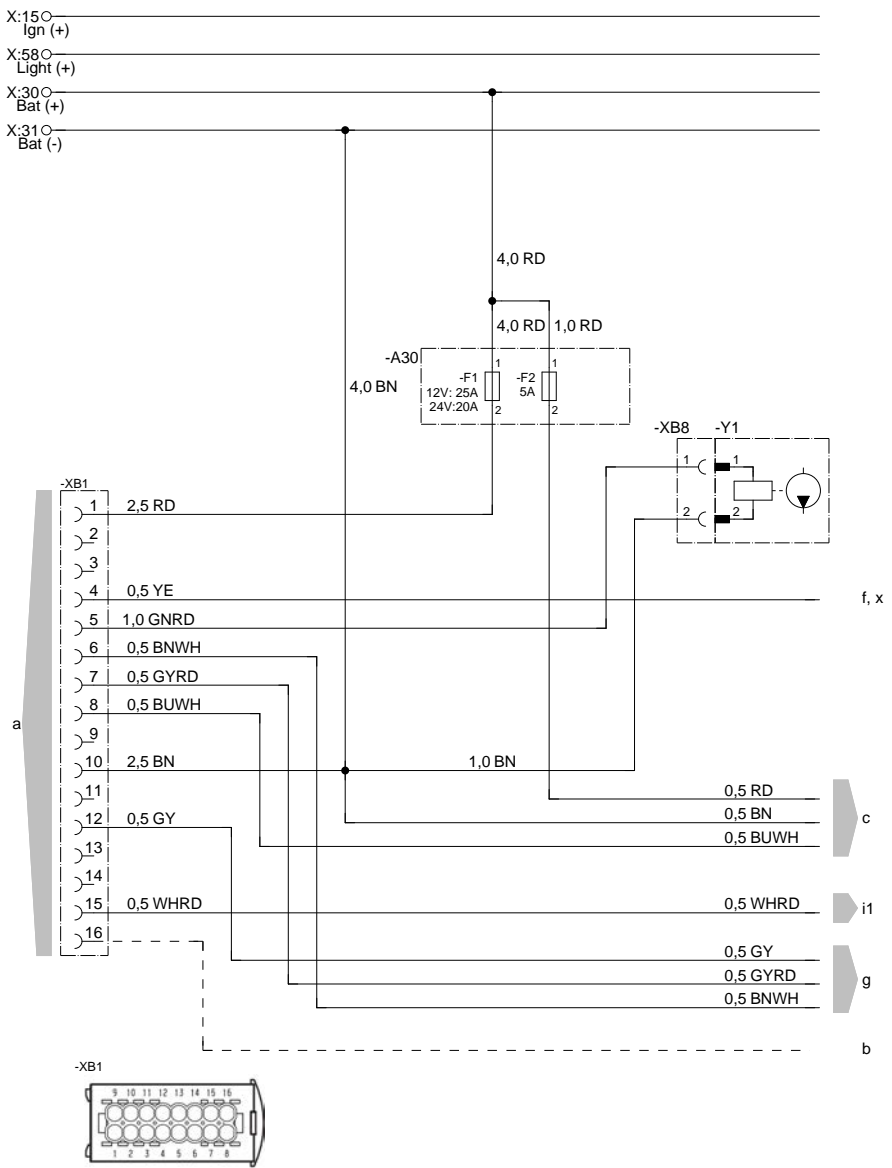 X:15
Ign (+)
X:58
Light (+)
X:30
Bat (+)
X:31
Bat (-)
4,0 RD
4,0 RD 1,0 RD
-A30
1 1
-F1 -F2
12V: 25A 5A
24V:20A
2 2
4,0 BN
-XB8 -Y1
1 1
2 2
-XB1
1 2,5 RD
2
3
4 0,5 YE f, x
5 1,0 GNRD
6 0,5 BNWH
7 0,5 GYRD
8 0,5 BUWH
a
9
10 2,5 BN 1,0 BN
11 0,5 RD
0,5 BN c
12 0,5 GY
0,5 BUWH
13
14
15 0,5 WHRD 0,5 WHRD i1
16
0,5 GY
0,5 GYRD g
0,5 BNWH
b
-XB1
9 10 11 12 13 14 15 16
1 2 3 4 5 6 7 8